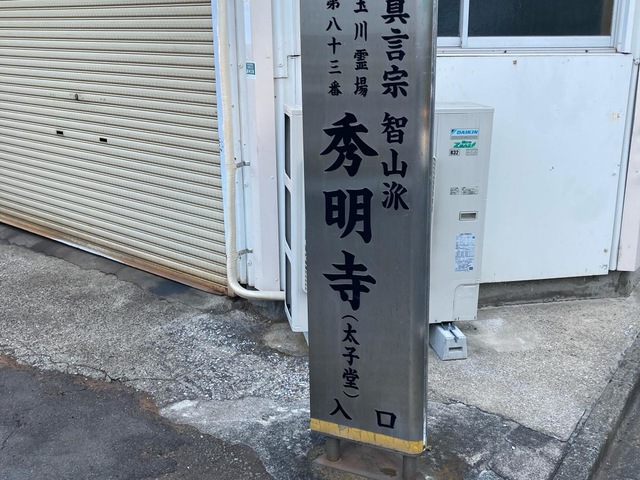 真言宗 智山派
玉川霊場
第八十三番
秀明寺(太子堂)
入口
DAIKIN
R32